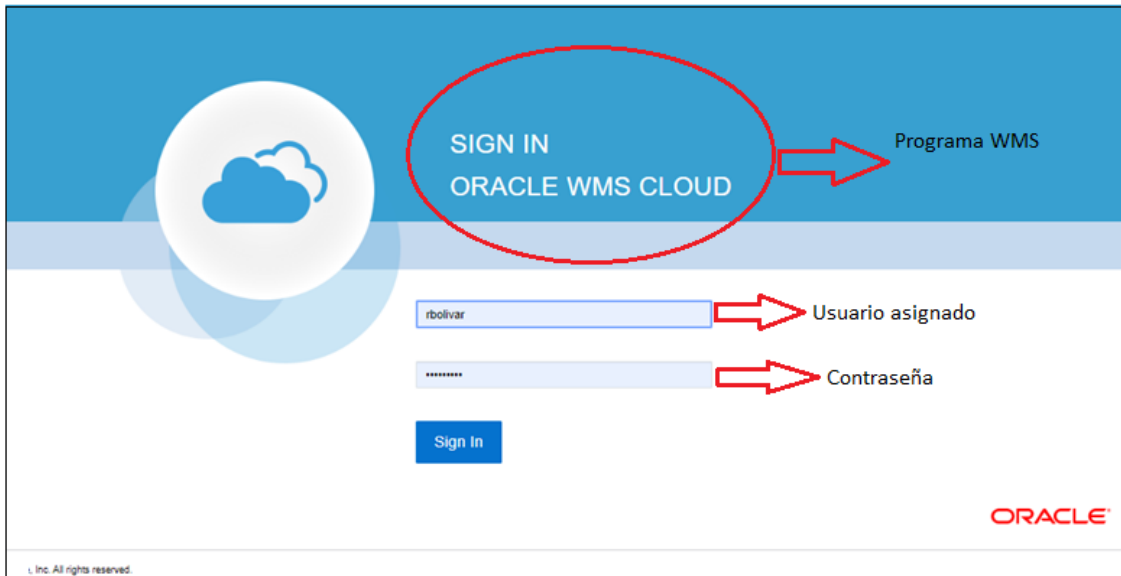 SIGN IN
ORACLE WMS CLOUD
Programa WMS
rbolivar
Usuario asignado
•••••••••
Contraseña
Sign In
ORACLE
, Inc. All rights reserved.